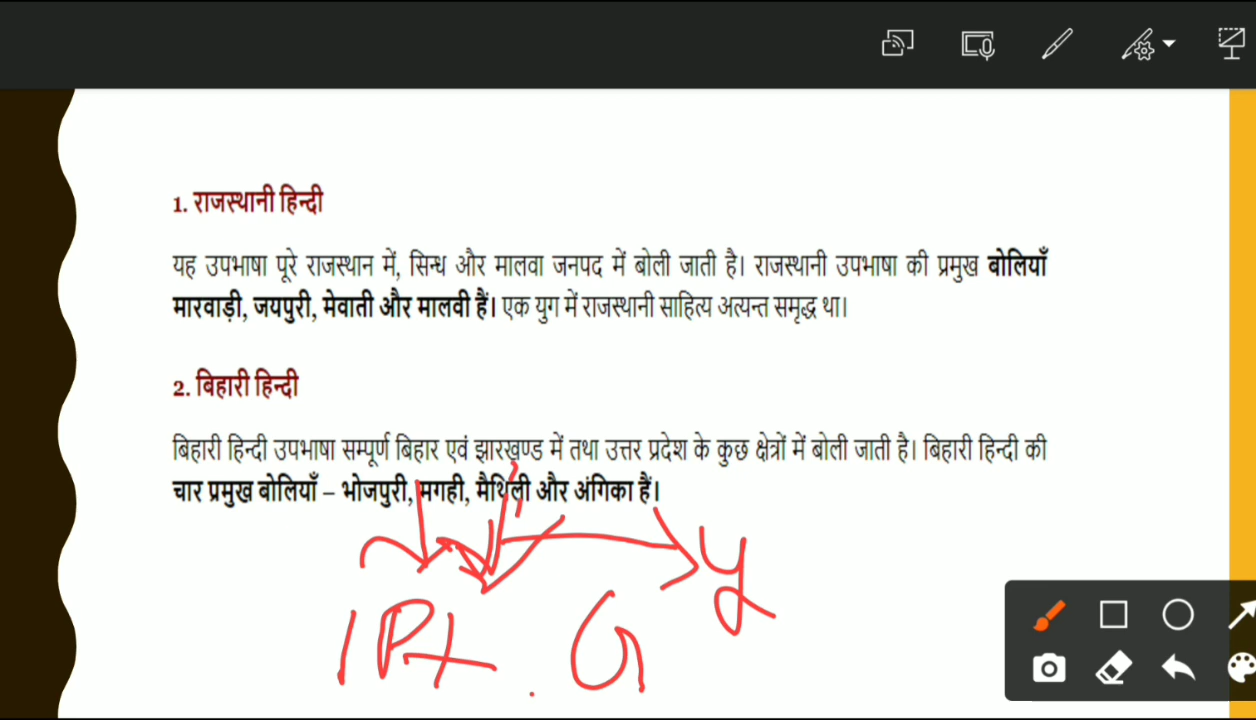 1. राजस्थानी हिन्दी
यह उपभाषा पूरे राजस्थान में, सिन्ध और मालवा जनपद में बोली जाती है। राजस्थानी उपभाषा की प्रमुख बोलियाँ
मारवाड़ी, जयपुरी, मेवाती और मालवी हैं। एक युग में राजस्थानी साहित्य अत्यन्त समृद्ध था।
2. बिहारी हिन्दी
बिहारी हिन्दी उपभाषा सम्पूर्ण बिहार एवं झारखण्ड में तथा उत्तर प्रदेश के कुछ क्षेत्रों में बोली जाती है। बिहारी हिन्दी की
चार प्रमुख बोलियाँ – भोजपुरी, मगही, मैथिली और अंगिका हैं।